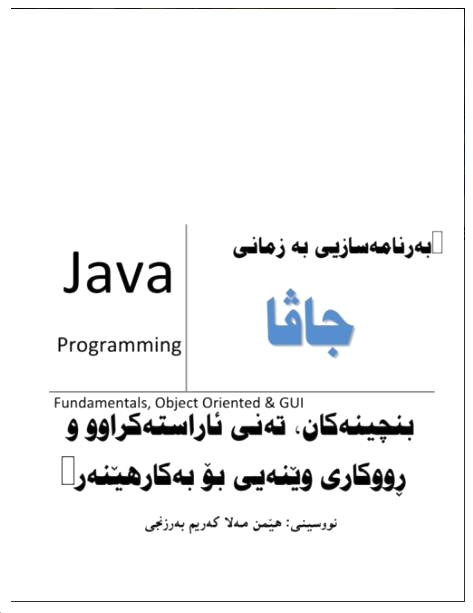 Java
Programming
بەرنامەسازیی بە زمانی
جاڤا
Fundamentals, Object Oriented & GUI
بنچینەکان، تەنی ئاراستەکراوو و
ڕووکاری وێنەیی بۆ بەکارهێنەر
نووسینی: هێمن مەلا کەریم بەرزنجی